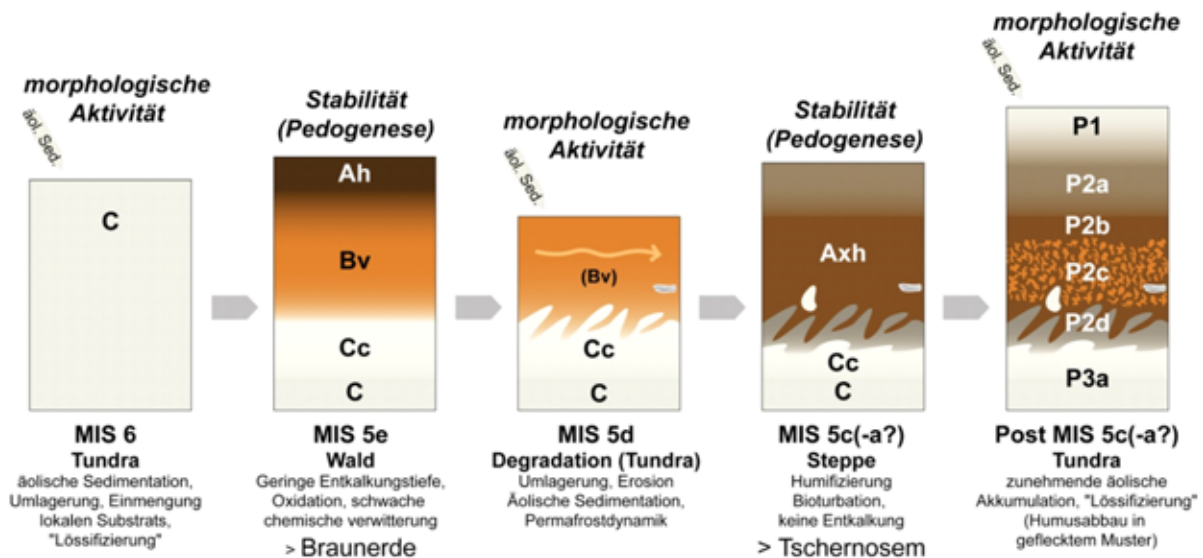 morphologische
Aktivität
äol. Sed.
C
MIS 6
Tundra
äolische Sedimentation,
Umlagerung, Einmengung
lokalen Substrats,
"Lössifizierung"
Stabilität
(Pedogenese)
Ah
Bv
Cc
C
MIS 5e
Wald
Geringe Entkalkungstiefe,
Oxidation, schwache
chemische verwitterung
> Braunerde
morphologische
Aktivität
äol. Sed.
(Bv)
Cc
C
MIS 5d
Degradation (Tundra)
Umlagerung, Erosion
Äolische Sedimentation,
Permafrostdynamik
Stabilität
(Pedogenese)
Axh
Cc
C
MIS 5c(-a?)
Steppe
Humifizierung
Bioturbation,
keine Entkalkung
> Tschernosem
morphologische
Aktivität
äol. Sed.
P1
P2a
P2b
P2c
P2d
P3a
Post MIS 5c(-a?)
Tundra
zunehmende äolische
Akkumulation, "Lössifizierung"
(Humusabbau in
geflecktem Muster)